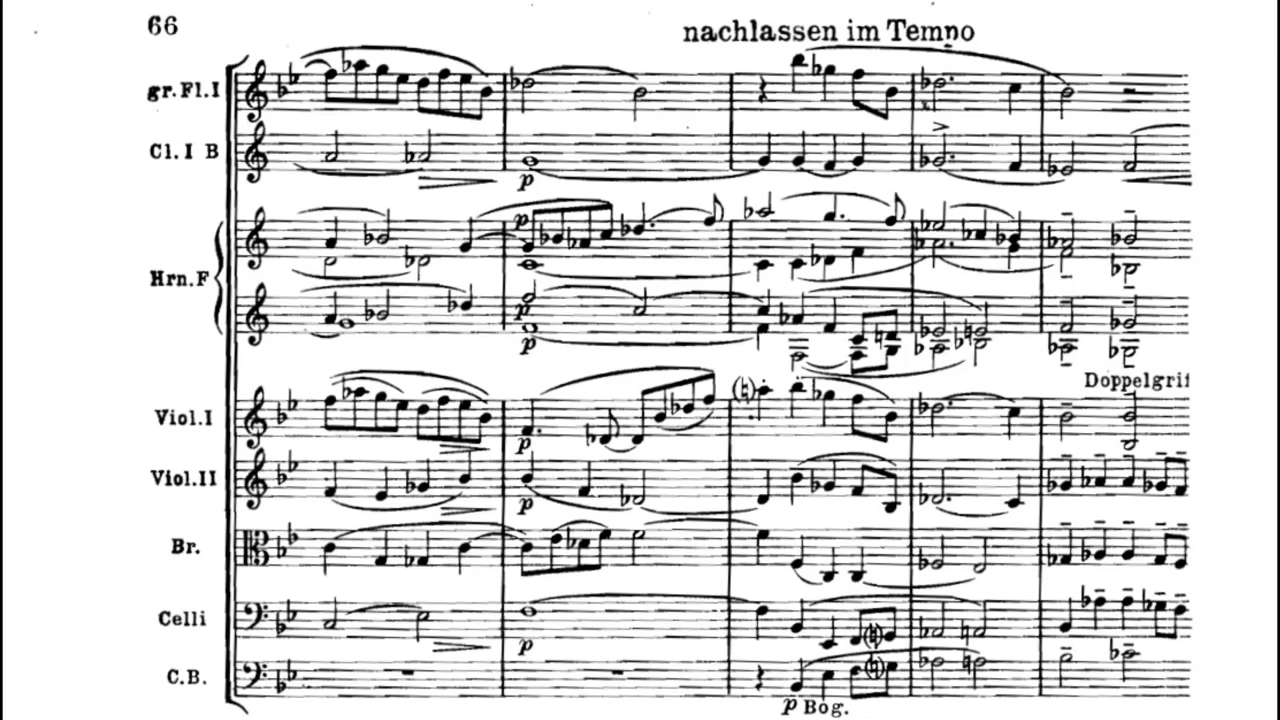 66
nachlassen im Tempo
gr. Fl. I
Cl. I B
p
p
Hrn. F
p
p
Viol. I
p
Doppelgrif
Viol. II
p
Br.
Celli
p
C.B.
p Bog.